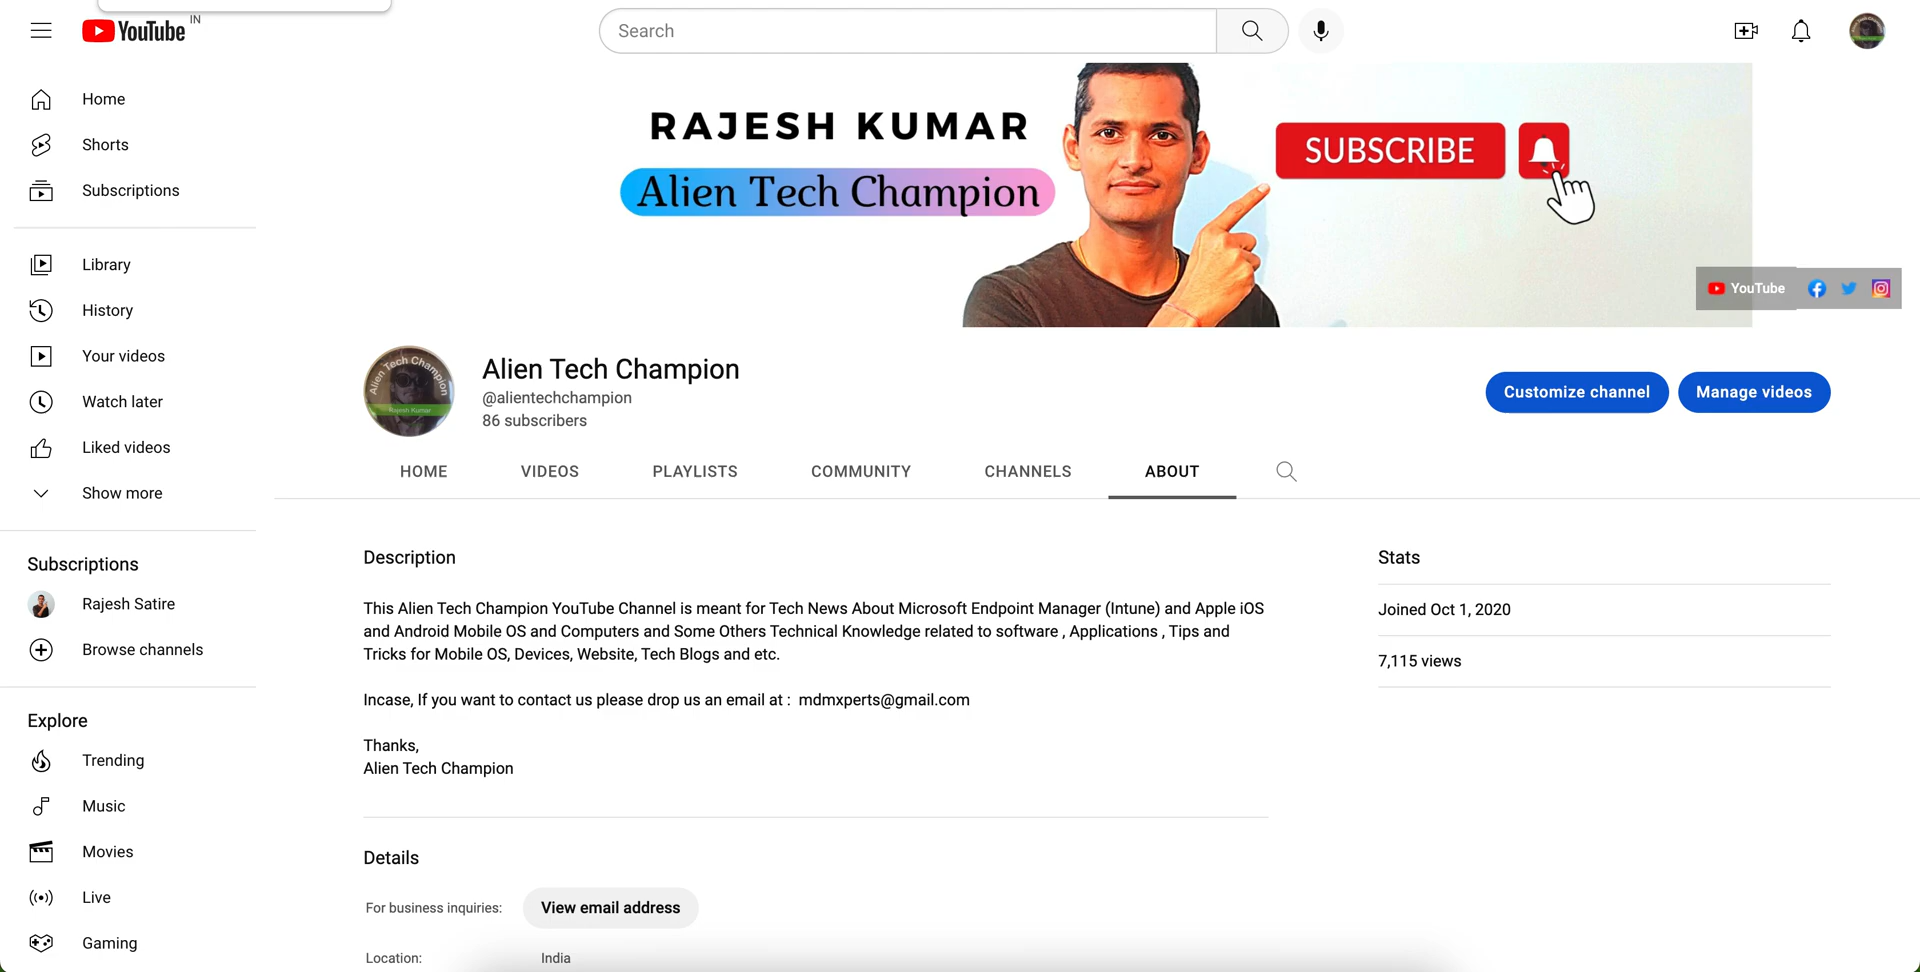 YouTube IN
Search
Home
Shorts
Subscriptions
Library
History
Your videos
Watch later
Liked videos
Show more
Subscriptions
Rajesh Satire
Browse channels
Explore
Trending
Music
Movies
Live
Gaming
RAJESH KUMAR
Alien Tech Champion
SUBSCRIBE
YouTube
Alien Tech Champion
Rajesh Kumar
Alien Tech Champion
@alientechchampion
86 subscribers
Customize channel
Manage videos
HOME VIDEOS PLAYLISTS COMMUNITY CHANNELS ABOUT
Description
This Alien Tech Champion YouTube Channel is meant for Tech News About Microsoft Endpoint Manager (Intune) and Apple iOS
and Android Mobile OS and Computers and Some Others Technical Knowledge related to software , Applications , Tips and
Tricks for Mobile OS, Devices, Website, Tech Blogs and etc.
Incase, If you want to contact us please drop us an email at : mdmxperts@gmail.com
Thanks,
Alien Tech Champion
Details
For business inquiries: View email address
Location: India
Stats
Joined Oct 1, 2020
7,115 views